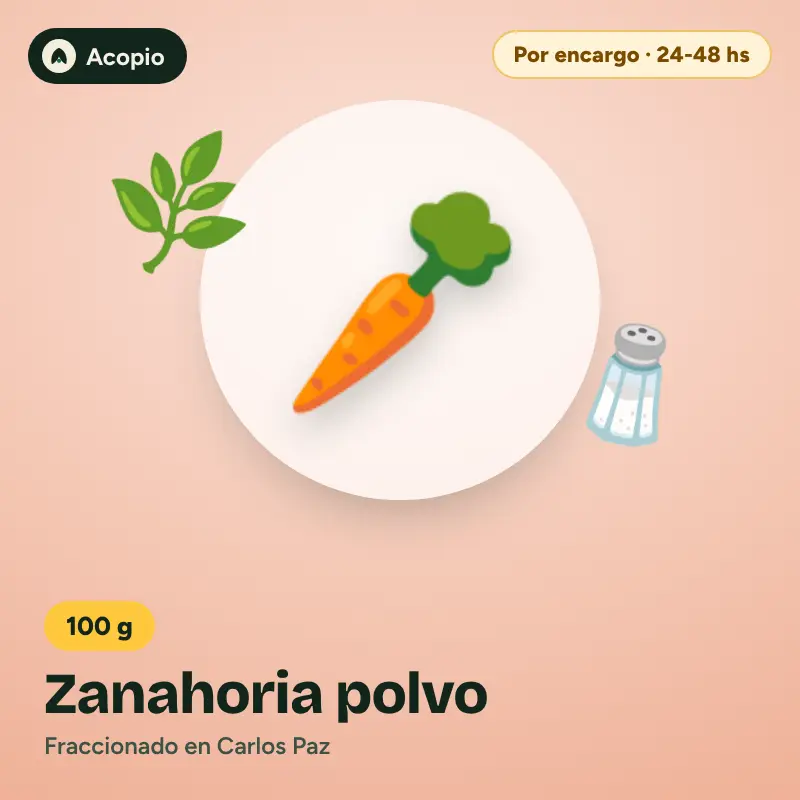 Acopio
Por encargo · 24-48 hs
100 g
Zanahoria polvo
Fraccionado en Carlos Paz